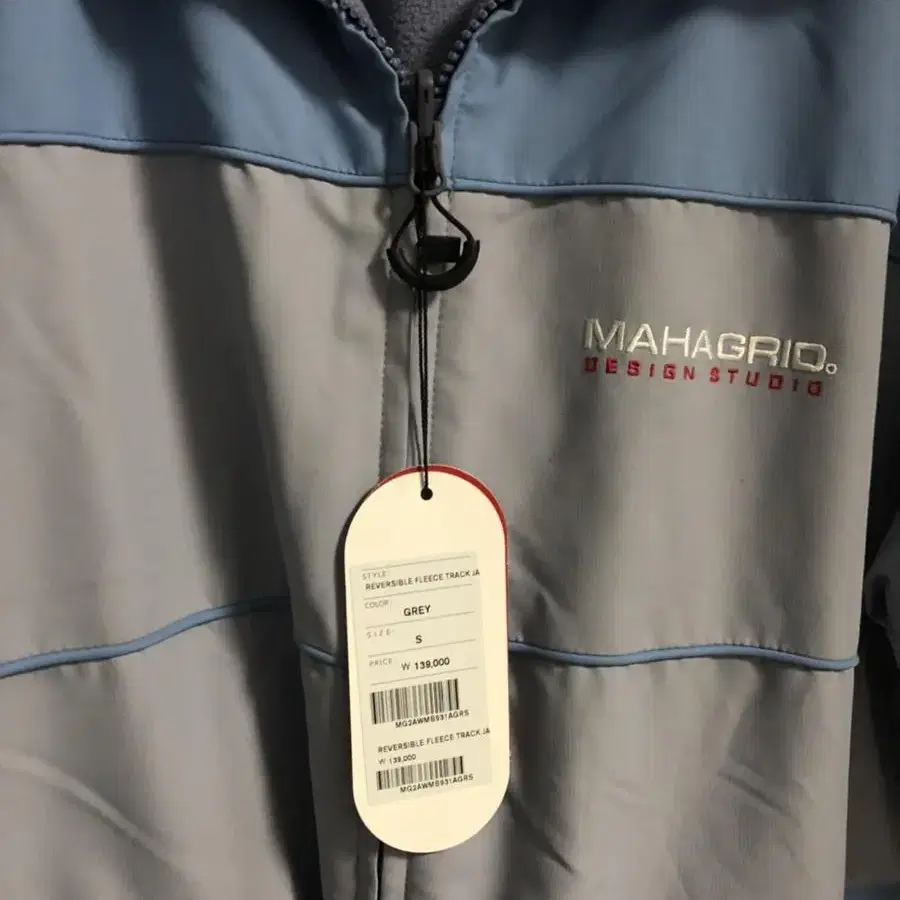 MAHAGRID.
DESIGN STUDIO
STYLE:
REVERSIBLE FLEECE TRACK JA
COLOR
GREY
SIZE:
S
PRICE ₩ 139,000
MG2AWMB931AGRS
REVERSIBLE FLEECE TRACK JA
₩ 139,000
MG2AWMB931AGRS